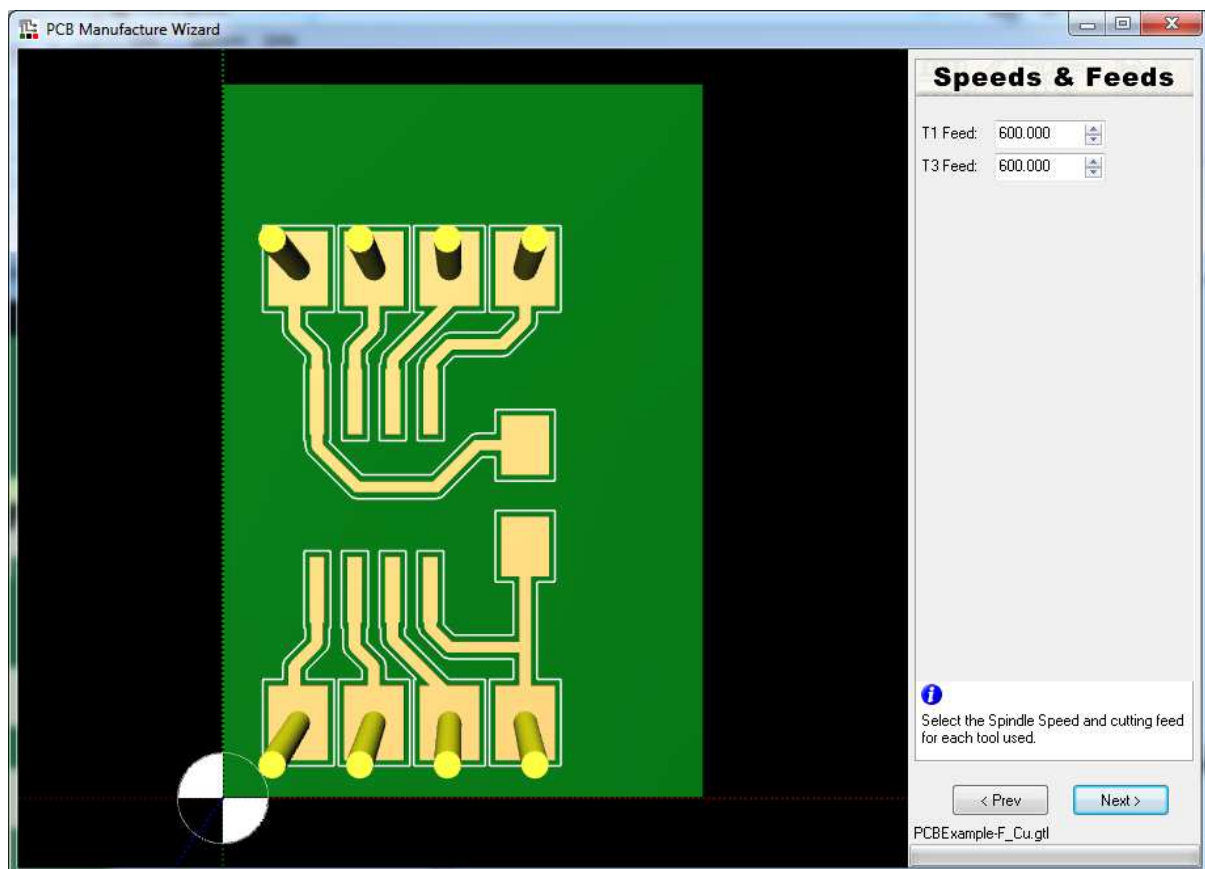 PCB Manufacture Wizard
Speeds & Feeds
T1 Feed: 600.000
T3 Feed: 600.000
Select the Spindle Speed and cutting feed
for each tool used.
< Prev Next >
PCBExample-F_Cu.gtl